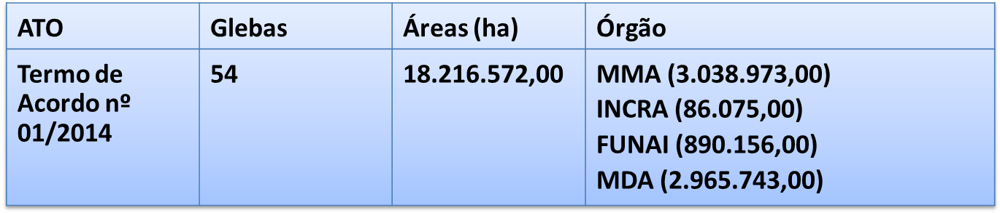 ATO Glebas Áreas (ha) Órgão
Termo de Acordo nº 01/2014 54 18.216.572,00 MMA (3.038.973,00)
INCRA (86.075,00)
FUNAI (890.156,00)
MDA (2.965.743,00)